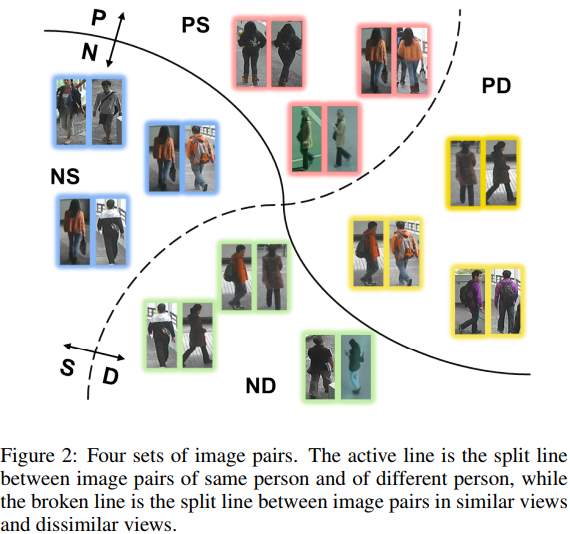 P
N
PS
PD
NS
S
D
ND
Figure 2: Four sets of image pairs. The active line is the split line
between image pairs of same person and of different person, while
the broken line is the split line between image pairs in similar views
and dissimilar views.